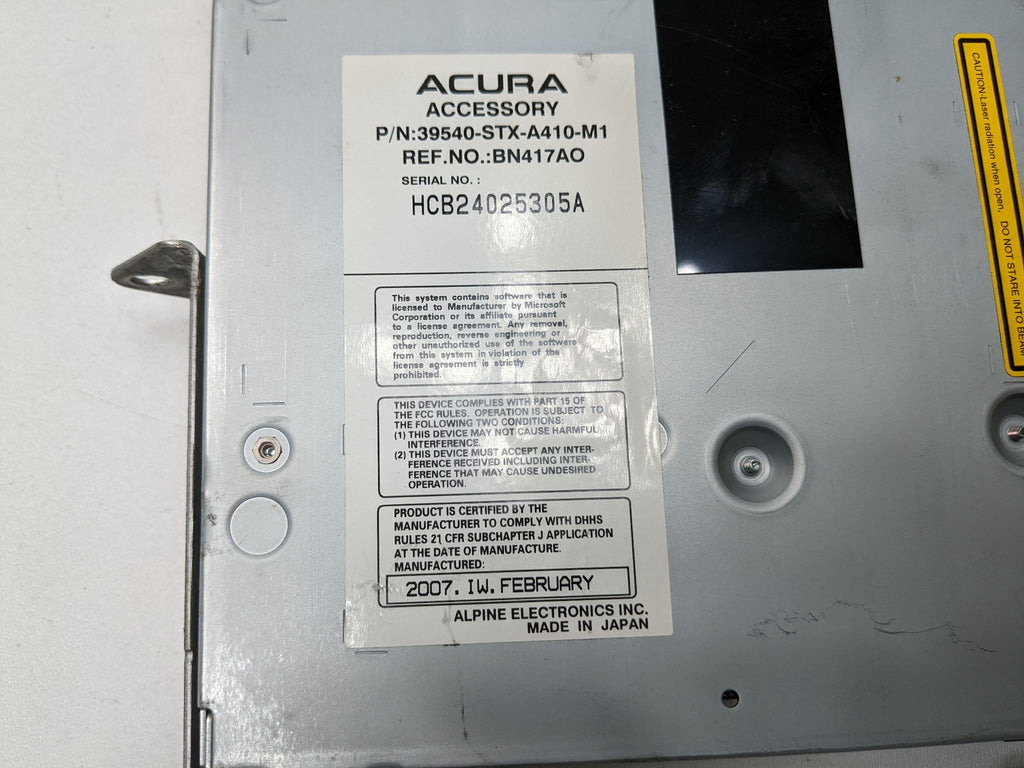 ACURA
ACCESSORY
P/N:39540-STX-A410-M1
REF.NO.:BN417AO
SERIAL NO.:
HCB24025305A
This system contains software that is
licensed to Manufacturer by Microsoft
Corporation or its affiliate pursuant
to a license agreement. Any removal,
reproduction, reverse engineering or
other unauthorized use of the software
from this system in violation of the
license agreement is strictly
prohibited.
THIS DEVICE COMPLIES WITH PART 15 OF
THE FCC RULES. OPERATION IS SUBJECT TO
THE FOLLOWING TWO CONDITIONS:
(1) THIS DEVICE MAY NOT CAUSE HARMFUL
INTERFERENCE.
(2) THIS DEVICE MUST ACCEPT ANY INTER-
FERENCE RECEIVED INCLUDING INTER-
FERENCE THAT MAY CAUSE UNDESIRED
OPERATION.
PRODUCT IS CERTIFIED BY THE
MANUFACTURER TO COMPLY WITH DHHS
RULES 21 CFR SUBCHAPTER J APPLICATION
AT THE DATE OF MANUFACTURE.
MANUFACTURED:
2007. IW. FEBRUARY
ALPINE ELECTRONICS INC.
MADE IN JAPAN
CAUTION-Laser radiation when open, DO NOT STARE INTO BEAM